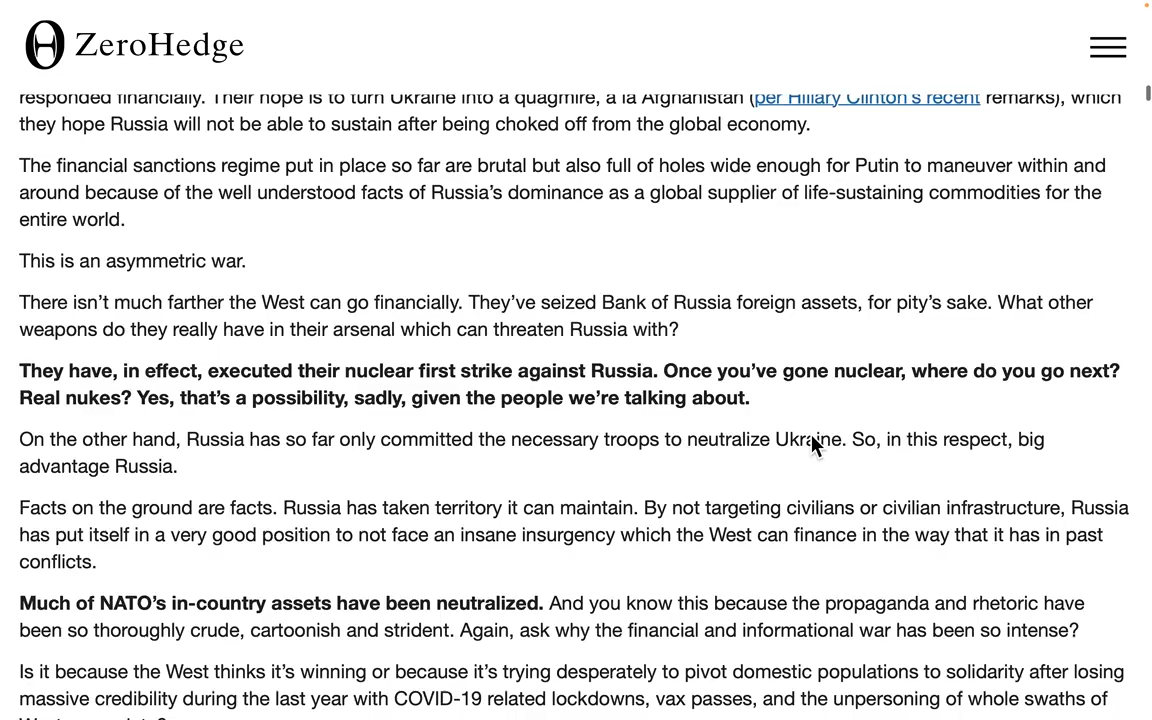 ZeroHedge
responded financially. Their hope is to turn Ukraine into a quagmire, a la Afghanistan (per Hillary Clinton's recent remarks), which
they hope Russia will not be able to sustain after being choked off from the global economy.
The financial sanctions regime put in place so far are brutal but also full of holes wide enough for Putin to maneuver within and
around because of the well understood facts of Russia’s dominance as a global supplier of life-sustaining commodities for the
entire world.
This is an asymmetric war.
There isn’t much farther the West can go financially. They’ve seized Bank of Russia foreign assets, for pity’s sake. What other
weapons do they really have in their arsenal which can threaten Russia with?
They have, in effect, executed their nuclear first strike against Russia. Once you’ve gone nuclear, where do you go next?
Real nukes? Yes, that’s a possibility, sadly, given the people we’re talking about.
On the other hand, Russia has so far only committed the necessary troops to neutralize Ukraine. So, in this respect, big
advantage Russia.
Facts on the ground are facts. Russia has taken territory it can maintain. By not targeting civilians or civilian infrastructure, Russia
has put itself in a very good position to not face an insane insurgency which the West can finance in the way that it has in past
conflicts.
Much of NATO’s in-country assets have been neutralized. And you know this because the propaganda and rhetoric have
been so thoroughly crude, cartoonish and strident. Again, ask why the financial and informational war has been so intense?
Is it because the West thinks it’s winning or because it’s trying desperately to pivot domestic populations to solidarity after losing
massive credibility during the last year with COVID-19 related lockdowns, vax passes, and the unpersoning of whole swaths of